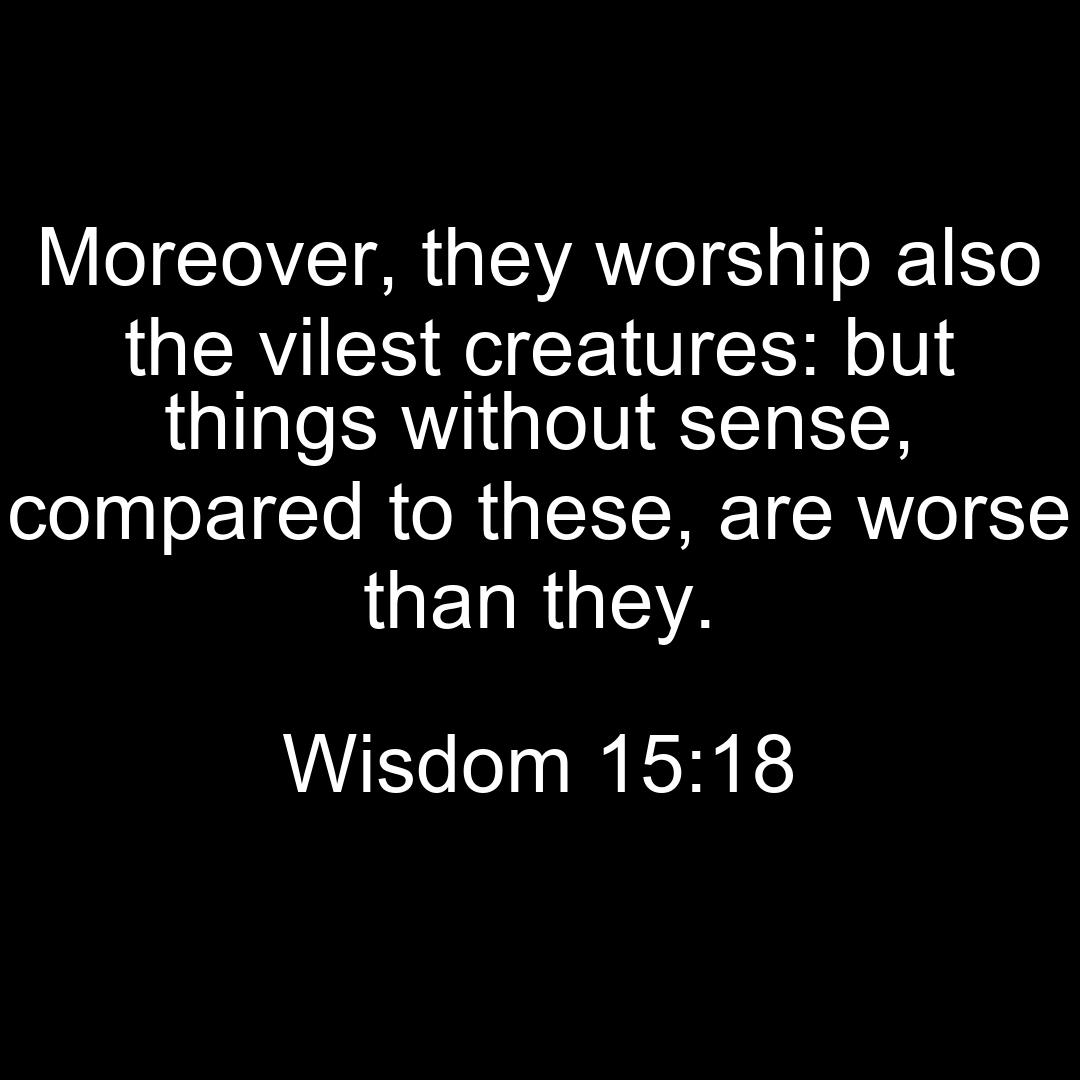 Moreover, they worship also
the vilest creatures: but
things without sense,
compared to these, are worse
than they.
Wisdom 15:18